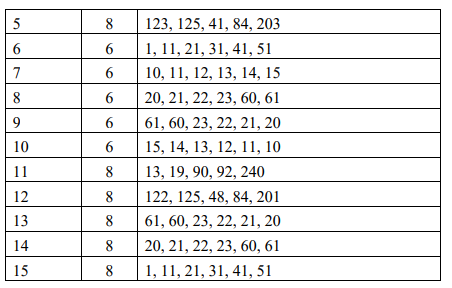 5 8 123, 125, 41, 84, 203
6 6 1, 11, 21, 31, 41, 51
7 6 10, 11, 12, 13, 14, 15
8 6 20, 21, 22, 23, 60, 61
9 6 61, 60, 23, 22, 21, 20
10 6 15, 14, 13, 12, 11, 10
11 8 13, 19, 90, 92, 240
12 8 122, 125, 48, 84, 201
13 8 61, 60, 23, 22, 21, 20
14 8 20, 21, 22, 23, 60, 61
15 8 1, 11, 21, 31, 41, 51